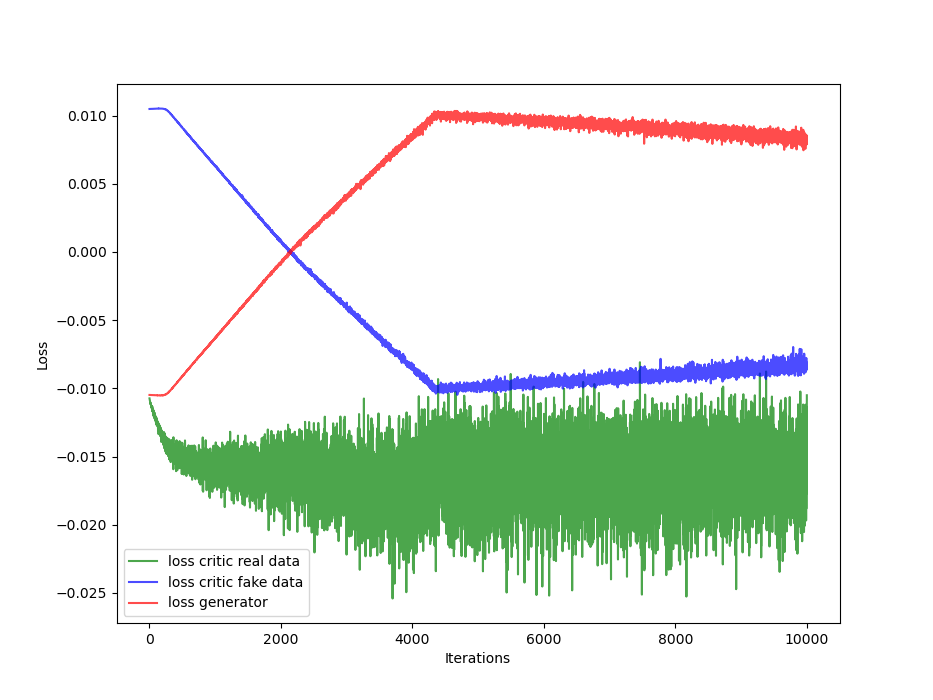 0.010
0.005
0.000
−0.005
−0.010
−0.015
−0.020
−0.025
Loss
loss critic real data
loss critic fake data
loss generator
0 2000 4000 6000 8000 10000
Iterations